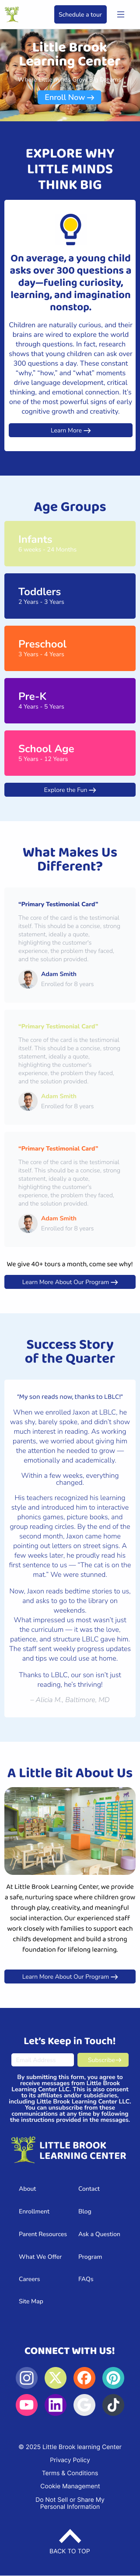 Schedule a tour
Little Brook
Learning Center
Enroll Now →
EXPLORE WHY
LITTLE MINDS
THINK BIG
On average, a young child
asks over 300 questions a
day—fueling curiosity,
learning, and imagination
nonstop.
Children are naturally curious, and their
brains are wired to explore the world
through questions. In fact, research
shows that young children can ask over
300 questions a day. These constant
“why,” “how,” and “what” moments
drive language development, critical
thinking, and emotional connection. It’s
one of the most powerful signs of early
cognitive growth and creativity.
Learn More →
Age Groups
Infants
6 weeks - 24 Months
Toddlers
2 Years - 3 Years
Preschool
3 Years - 4 Years
Pre-K
4 Years - 5 Years
School Age
5 Years - 12 Years
Explore the Fun →
What Makes Us
Different?
“Primary Testimonial Card”
The core of the card is the testimonial
itself. This should be a concise, strong
statement, ideally a quote,
highlighting the customer's
experience, the problem they faced,
and the solution provided.
Adam Smith
Enrolled for 8 years
“Primary Testimonial Card”
The core of the card is the testimonial
itself. This should be a concise, strong
statement, ideally a quote,
highlighting the customer's
experience, the problem they faced,
and the solution provided.
Adam Smith
Enrolled for 8 years
“Primary Testimonial Card”
The core of the card is the testimonial
itself. This should be a concise, strong
statement, ideally a quote,
highlighting the customer's
experience, the problem they faced,
and the solution provided.
Adam Smith
Enrolled for 8 years
We give 40+ tours a month, come see why!
Learn More About Our Program →
Success Story
of the Quarter
“My son reads now, thanks to LBLC!”
When we enrolled Jaxon at LBLC, he
was shy, barely spoke, and didn’t show
much interest in reading. As working
parents, we worried about giving him
the attention he needed to grow —
emotionally and academically.
Within a few weeks, everything
changed.
His teachers recognized his learning
style and introduced him to interactive
phonics games, picture books, and
group reading circles. By the end of the
second month, Jaxon came home
pointing out letters on street signs. A
few weeks later, he proudly read his
first sentence to us — “The cat is on the
mat.” We were stunned.
Now, Jaxon reads bedtime stories to us,
and asks to go to the library on
weekends.
What impressed us most wasn’t just
the curriculum — it was the love,
patience, and structure LBLC gave him.
The staff sent weekly progress updates
and tips we could use at home.
Thanks to LBLC, our son isn’t just
reading, he’s thriving!
– Alicia M., Baltimore, MD
A Little Bit About Us
At Little Brook Learning Center, we provide
a safe, nurturing space where children grow
through play, creativity, and meaningful
social interaction. Our experienced staff
work closely with families to support each
child’s development and build a strong
foundation for lifelong learning.
Learn More About Our Program →
Let’s Keep in Touch!
Subscribe →
By submitting this form, you agree to
receive messages from Little Brook
Learning Center LLC. This is also consent
to its affiliates and/or subsidiaries,
including Little Brook Learning Center LLC.
You can unsubscribe from these
communications at any time by following
the instructions provided in the messages.
LITTLE BROOK
LEARNING CENTER
About
Contact
Enrollment
Blog
Parent Resources
Ask a Question
What We Offer
Program
Careers
FAQs
Site Map
CONNECT WITH US!
© 2025 Little Brook learning Center
Privacy Policy
Terms & Conditions
Cookie Management
Do Not Sell or Share My
Personal Information
BACK TO TOP